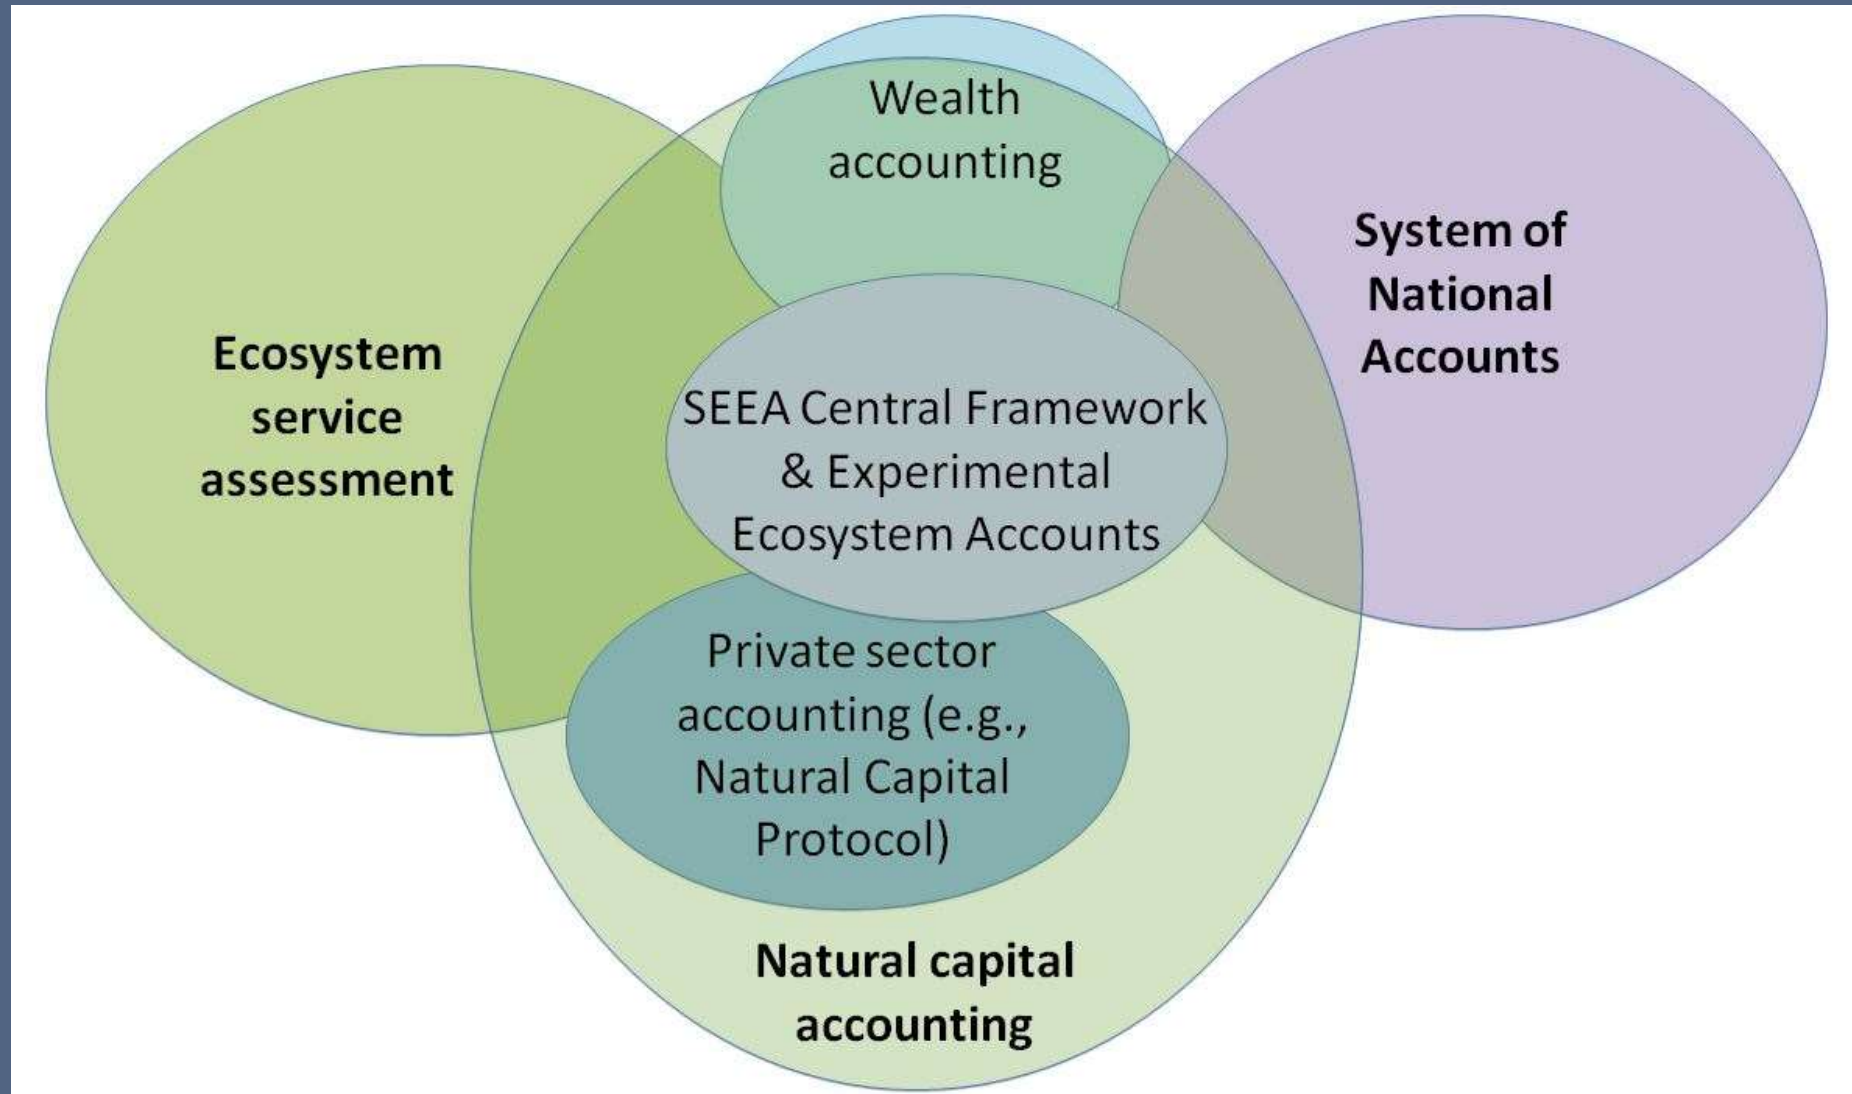 Wealth
accounting
System of
National
Accounts
Ecosystem
service
assessment
SEEA Central Framework
& Experimental
Ecosystem Accounts
Private sector
accounting (e.g.,
Natural Capital
Protocol)
Natural capital
accounting